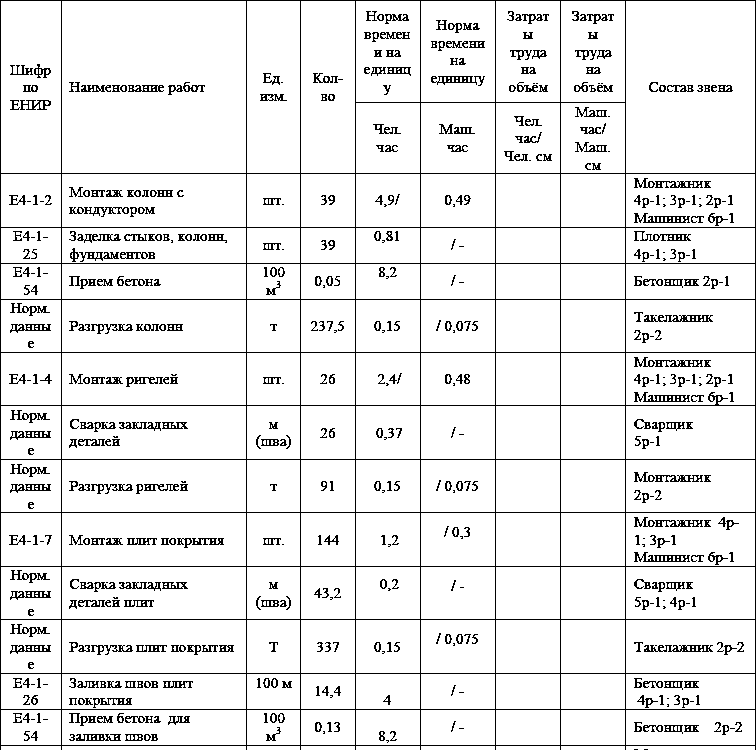 Шифр по ЕНИР
Наименование работ
Ед. изм.
Кол-во
Норма времени на единицу
Норма времени на единицу
Затраты труда на объём
Затраты труда на объём
Состав звена
Чел. час
Маш. час
Чел. час/ Чел. см
Маш. час/ Маш. см
Е4-1-2 Монтаж колонн с кондуктором шт. 39 4,9/ 0,49 Монтажник 4р-1; 3р-1; 2р-1 Машинист 6р-1
Е4-1-25 Заделка стыков, колонн, фундаментов шт. 39 0,81 / - Плотник 4р-1; 3р-1
Е4-1-54 Прием бетона 100 м³ 0,05 8,2 / - Бетонщик 2р-1
Норм. данные Разгрузка колонн т 237,5 0,15 / 0,075 Такелажник 2р-2
Е4-1-4 Монтаж ригелей шт. 26 2,4/ 0,48 Монтажник 4р-1; 3р-1; 2р-1 Машинист 6р-1
Норм. данные Сварка закладных деталей м (шва) 26 0,37 / - Сварщик 5р-1
Норм. данные Разгрузка ригелей т 91 0,15 / 0,075 Монтажник 2р-2
Е4-1-7 Монтаж плит покрытия шт. 144 1,2 / 0,3 Монтажник 4р-1; 3р-1 Машинист 6р-1
Норм. данные Сварка закладных деталей плит м (шва) 43,2 0,2 / - Сварщик 5р-1; 4р-1
Норм. данные Разгрузка плит покрытия Т 337 0,15 / 0,075 Такелажник 2р-2
Е4-1-26 Заливка швов плит покрытия 100 м 14,4 4 / - Бетонщик 4р-1; 3р-1
Е4-1-54 Прием бетона для заливки швов 100 м³ 0,13 8,2 / - Бетонщик 2р-2